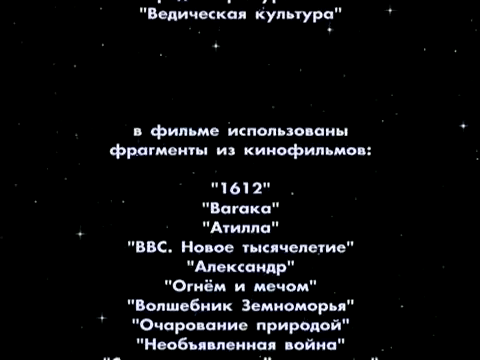 "Ведическая культура"
в фильме использованы
фрагменты из кинофильмов:
"1612"
"Barака"
"Атилла"
"BBC. Новое тысячелетие"
"Александр"
"Огнём и мечом"
"Волшебник Земноморья"
"Очарование природой"
"Необъявленная война"